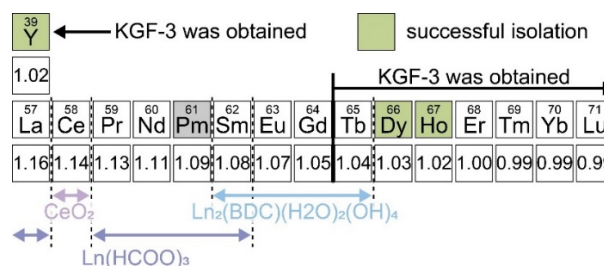 39
Y
KGF-3 was obtained
successful isolation
1.02
KGF-3 was obtained
57 58 59 60 61 62 63 64 65 66 67 68 69 70 71
La Ce Pr Nd Pm Sm Eu Gd Tb Dy Ho Er Tm Yb Lu
1.16 1.14 1.13 1.11 1.09 1.08 1.07 1.05 1.04 1.03 1.02 1.00 0.99 0.99 0.99
CeO₂
Ln₂(BDC)(H2O)₂(OH)₄
Ln(HCOO)₃